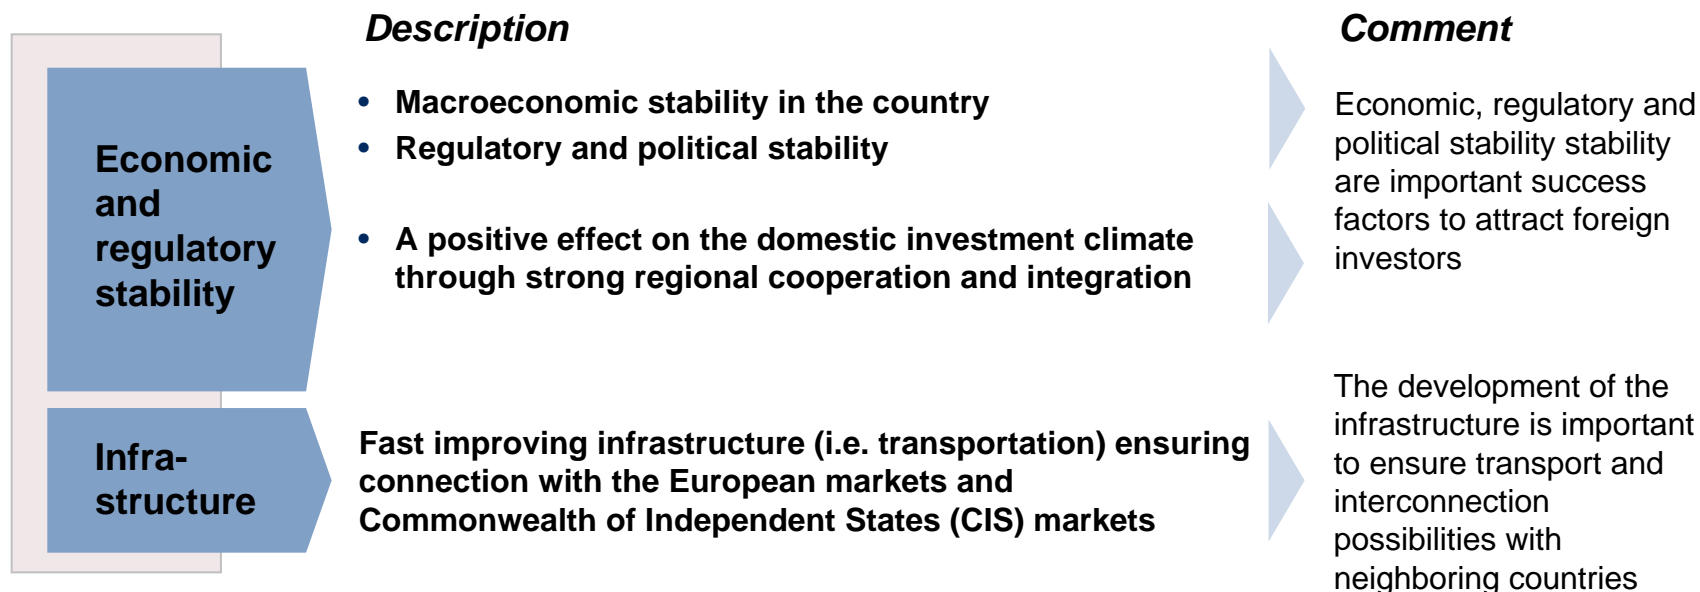 Description
Comment
Economic
and
regulatory
stability
• Macroeconomic stability in the country
• Regulatory and political stability
• A positive effect on the domestic investment climate
through strong regional cooperation and integration
Economic, regulatory and
political stability stability
are important success
factors to attract foreign
investors
Infra-
structure
Fast improving infrastructure (i.e. transportation) ensuring
connection with the European markets and
Commonwealth of Independent States (CIS) markets
The development of the
infrastructure is important
to ensure transport and
interconnection
possibilities with
neighboring countries